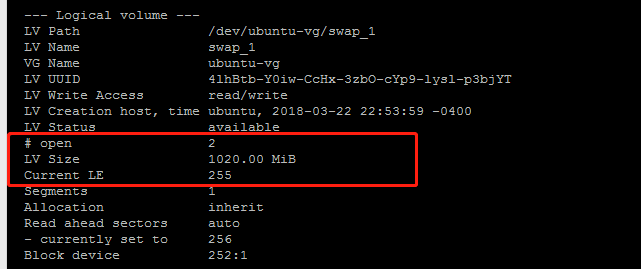 --- Logical volume ---
LV Path                /dev/ubuntu-vg/swap_1
LV Name                swap_1
VG Name                ubuntu-vg
LV UUID                4lhBtb-Y0iw-CcHx-3zbO-cYp9-lysl-p3bjYT
LV Write Access        read/write
LV Creation host, time ubuntu, 2018-03-22 22:53:59 -0400
LV Status              available
# open                 2
LV Size                1020.00 MiB
Current LE             255
Segments               1
Allocation             inherit
Read ahead sectors     auto
- currently set to     256
Block device           252:1